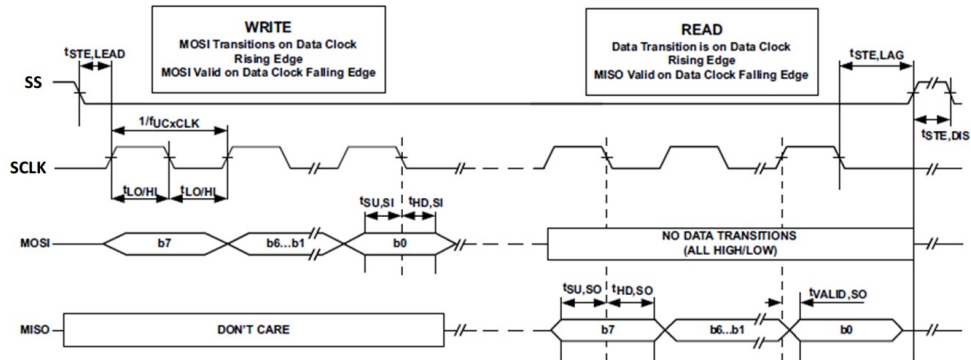 WRITE
MOSI Transitions on Data Clock
Rising Edge
MOSI Valid on Data Clock Falling Edge
READ
Data Transition is on Data Clock
Rising Edge
MISO Valid on Data Clock Falling Edge
tSTE,LEAD
tSTE,LAG
SS
1/fUCxCLK
tSTE,DIS
SCLK
tLO/HI
tLO/HI
tSU,SI
tHD,SI
MOSI
b7
b6...b1
b0
NO DATA TRANSITIONS
(ALL HIGH/LOW)
tSU,SO
tHD,SO
tVALID,SO
MISO
DON'T CARE
b7
b6...b1
b0